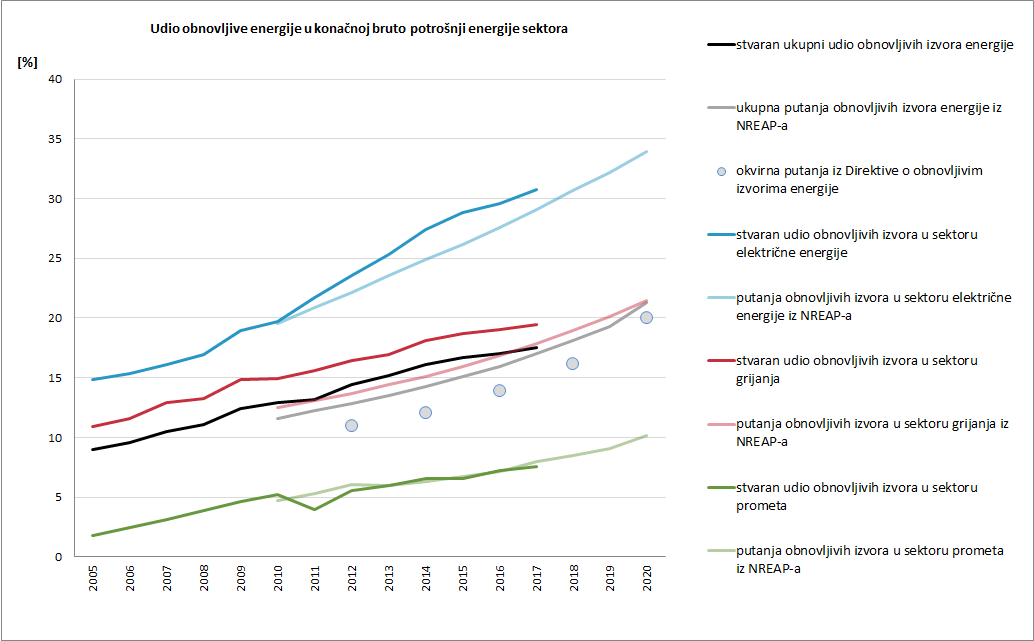 Udio obnovljive energije u konačnoj bruto potrošnji energije sektora
[%]
40
35
30
25
20
15
10
5
0
2005
2006
2007
2008
2009
2010
2011
2012
2013
2014
2015
2016
2017
2018
2019
2020
stvaran ukupni udio obnovljivih izvora energije
ukupna putanja obnovljivih izvora energije iz
NREAP-a
okvirna putanja iz Direktive o obnovljivim
izvorima energije
stvaran udio obnovljivih izvora u sektoru
električne energije
putanja obnovljivih izvora u sektoru električne
energije iz NREAP-a
stvaran udio obnovljivih izvora u sektoru
grijanja
putanja obnovljivih izvora u sektoru grijanja iz
NREAP-a
stvaran udio obnovljivih izvora u sektoru
prometa
putanja obnovljivih izvora u sektoru prometa
iz NREAP-a